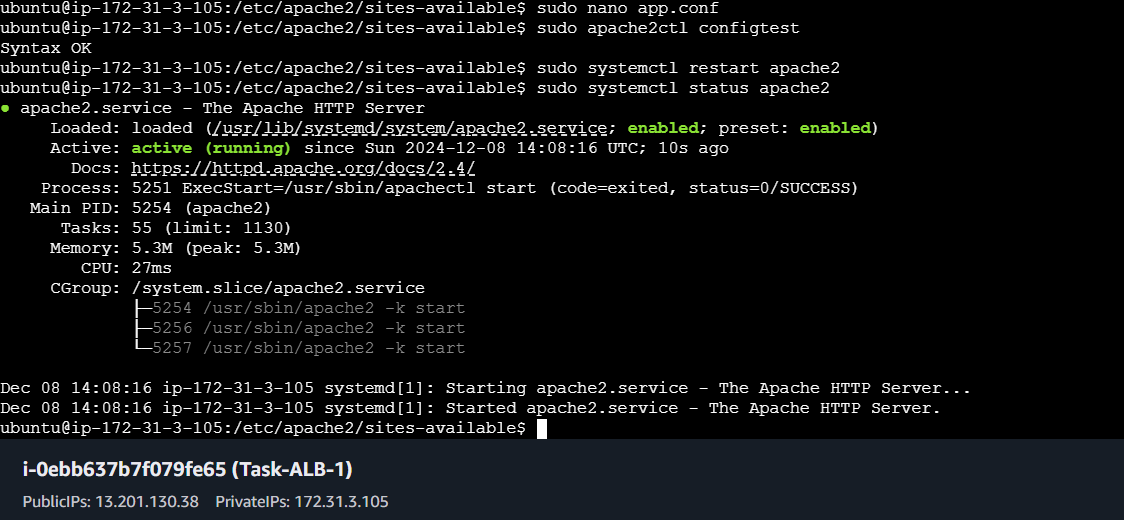 ubuntu@ip-172-31-3-105:/etc/apache2/sites-available$ sudo nano app.conf
ubuntu@ip-172-31-3-105:/etc/apache2/sites-available$ sudo apache2ctl configtest
Syntax OK
ubuntu@ip-172-31-3-105:/etc/apache2/sites-available$ sudo systemctl restart apache2
ubuntu@ip-172-31-3-105:/etc/apache2/sites-available$ sudo systemctl status apache2
● apache2.service - The Apache HTTP Server
     Loaded: loaded (/usr/lib/systemd/system/apache2.service; enabled; preset: enabled)
     Active: active (running) since Sun 2024-12-08 14:08:16 UTC; 10s ago
       Docs: https://httpd.apache.org/docs/2.4/
    Process: 5251 ExecStart=/usr/sbin/apachectl start (code=exited, status=0/SUCCESS)
   Main PID: 5254 (apache2)
      Tasks: 55 (limit: 1130)
     Memory: 5.3M (peak: 5.3M)
        CPU: 27ms
     CGroup: /system.slice/apache2.service
             ├─5254 /usr/sbin/apache2 -k start
             ├─5256 /usr/sbin/apache2 -k start
             └─5257 /usr/sbin/apache2 -k start
Dec 08 14:08:16 ip-172-31-3-105 systemd[1]: Starting apache2.service - The Apache HTTP Server...
Dec 08 14:08:16 ip-172-31-3-105 systemd[1]: Started apache2.service - The Apache HTTP Server.
ubuntu@ip-172-31-3-105:/etc/apache2/sites-available$
i-0ebb637b7f079fe65 (Task-ALB-1)
PublicIPs: 13.201.130.38 PrivateIPs: 172.31.3.105